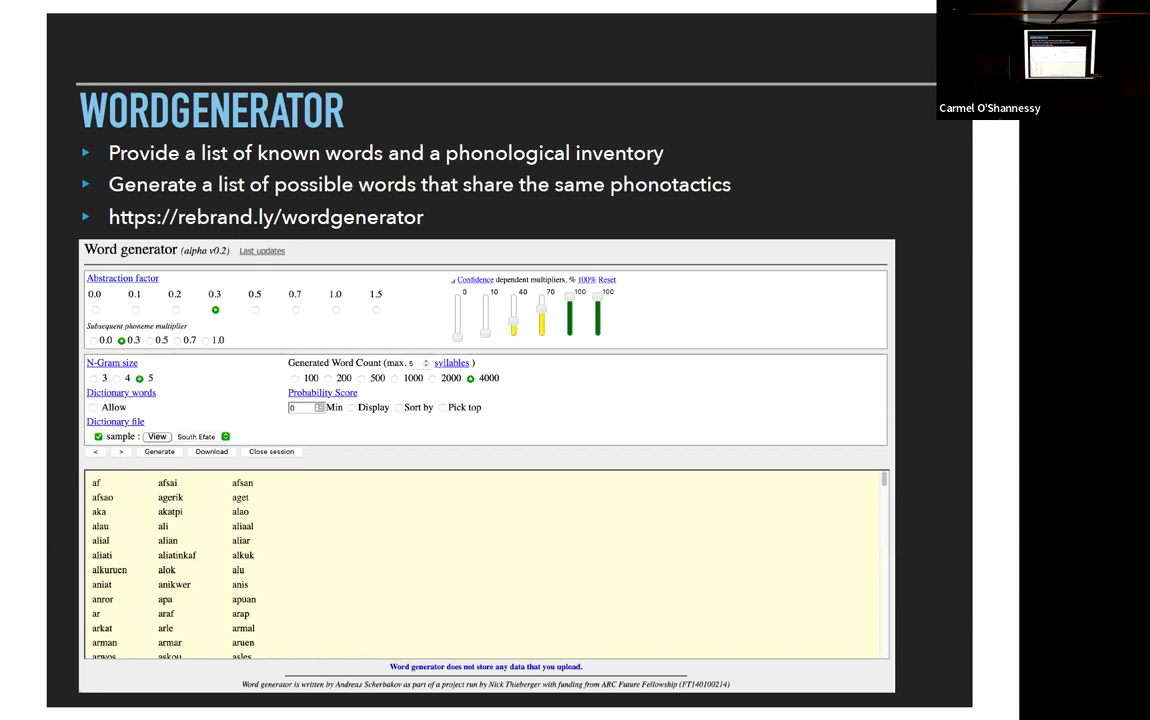 WORDGENERATOR
Provide a list of known words and a phonological inventory
Generate a list of possible words that share the same phonotactics
https://rebrand.ly/wordgenerator
Carmel O'Shannessy
Word generator (alpha v0.2) Last updates
Abstraction factor
0.0 0.1 0.2 0.3 0.5 0.7 1.0 1.5
Subsequent phoneme multiplier
0.0 0.3 0.5 0.7 1.0
Confidence dependent multipliers, % 100% Reset
0 10 40 70 100 100
N-Gram size
3 4 5
Generated Word Count (max. 5 syllables )
100 200 500 1000 2000 4000
Dictionary words
Allow
Probability Score
0 Min Display Sort by Pick top
Dictionary file
sample : View South Efate
< > Generate Download Close session
af afsai afsan
afsao agerik aget
aka akatpi alao
alau ali aliaal
alial alian aliar
aliati aliatinkaf alkuk
alkuruen alok alu
aniat anikwer anis
anror apa apuan
ar araf arap
arkat arle armal
arman armar aruen
arwos askou asles
Word generator does not store any data that you upload.
Word generator is written by Andreas Scherbakov as part of a project run by Nick Thieberger with funding from ARC Future Fellowship (FT140100214)